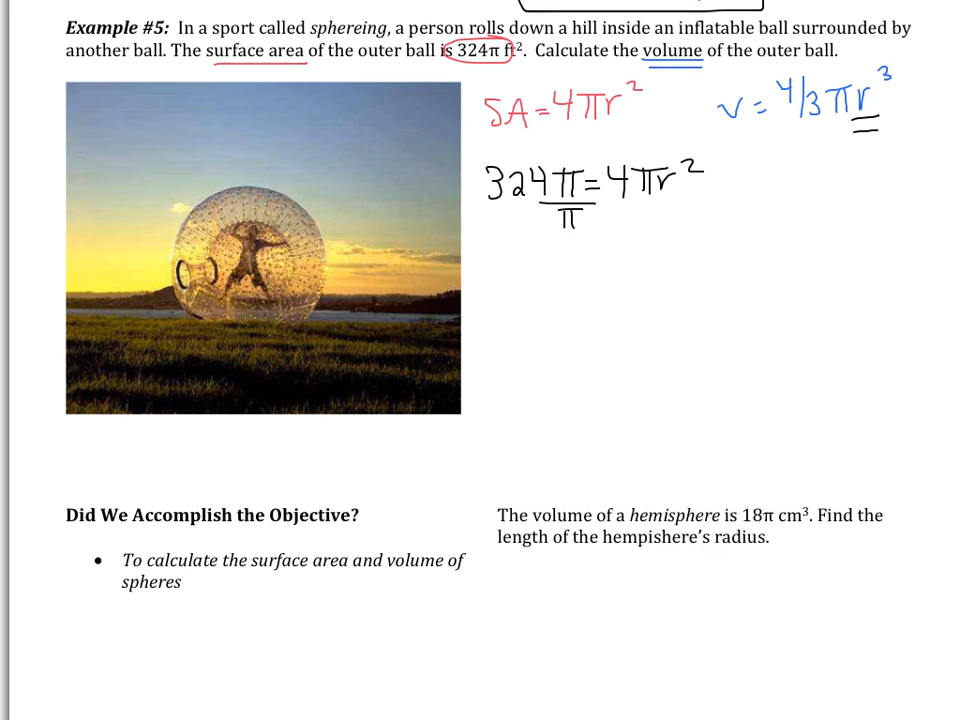 Example #5: In a sport called sphereing, a person rolls down a hill inside an inflatable ball surrounded by
another ball. The surface area of the outer ball is 324π ft². Calculate the volume of the outer ball.
SA=4πr²
V=4/3πr³
324π=4πr²
π
Did We Accomplish the Objective?
• To calculate the surface area and volume of
spheres
The volume of a hemisphere is 18π cm³. Find the
length of the hempishere's radius.